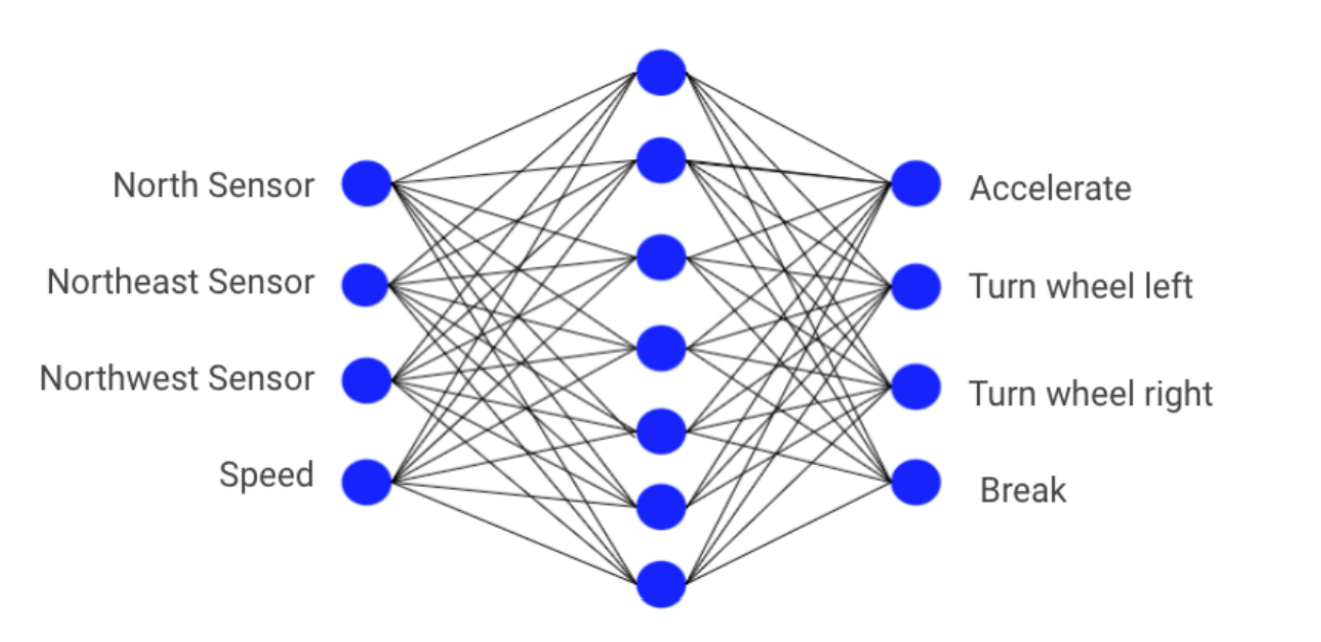 North Sensor
Northeast Sensor
Northwest Sensor
Speed
Accelerate
Turn wheel left
Turn wheel right
Break